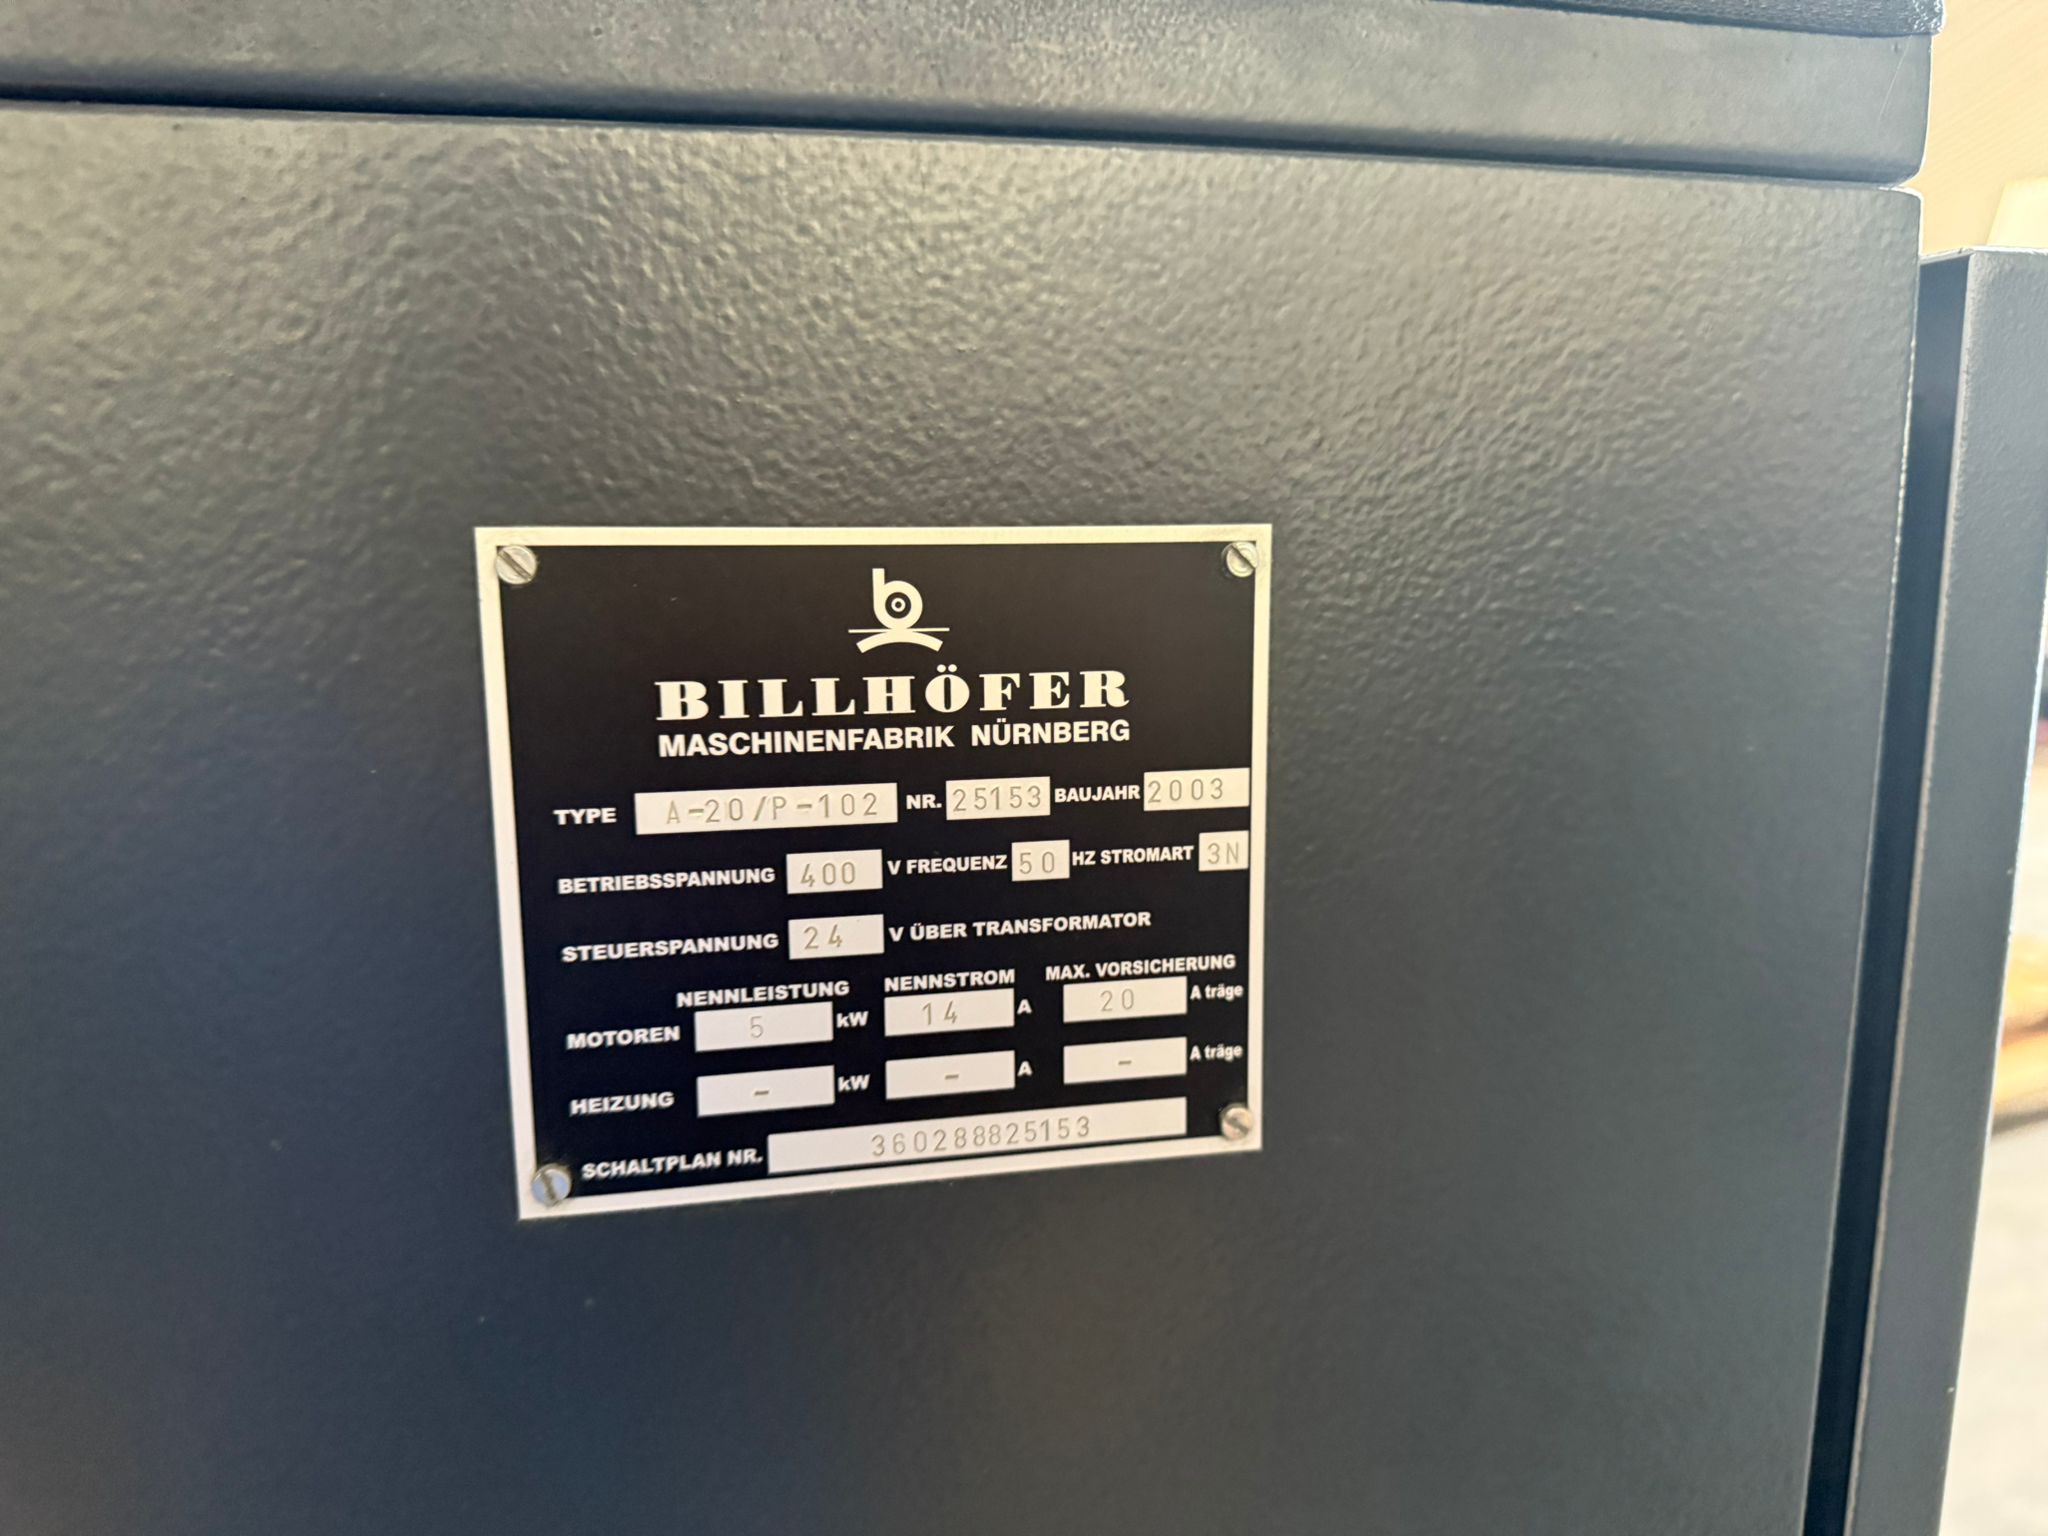 b
BILLHÖFER
MASCHINENFABRIK NÜRNBERG
TYPE A-20/P-102 NR. 25153 BAUJAHR 2003
BETRIEBSSPANNUNG 400 V FREQUENZ 50 HZ STROMART 3N
STEUERSPANNUNG 24 V ÜBER TRANSFORMATOR
NENNLEISTUNG NENNSTROM MAX. VORSICHERUNG
MOTOREN 5 kW 14 A 20 A träge
HEIZUNG - kW - A - A träge
SCHALTPLAN NR. 360288825153